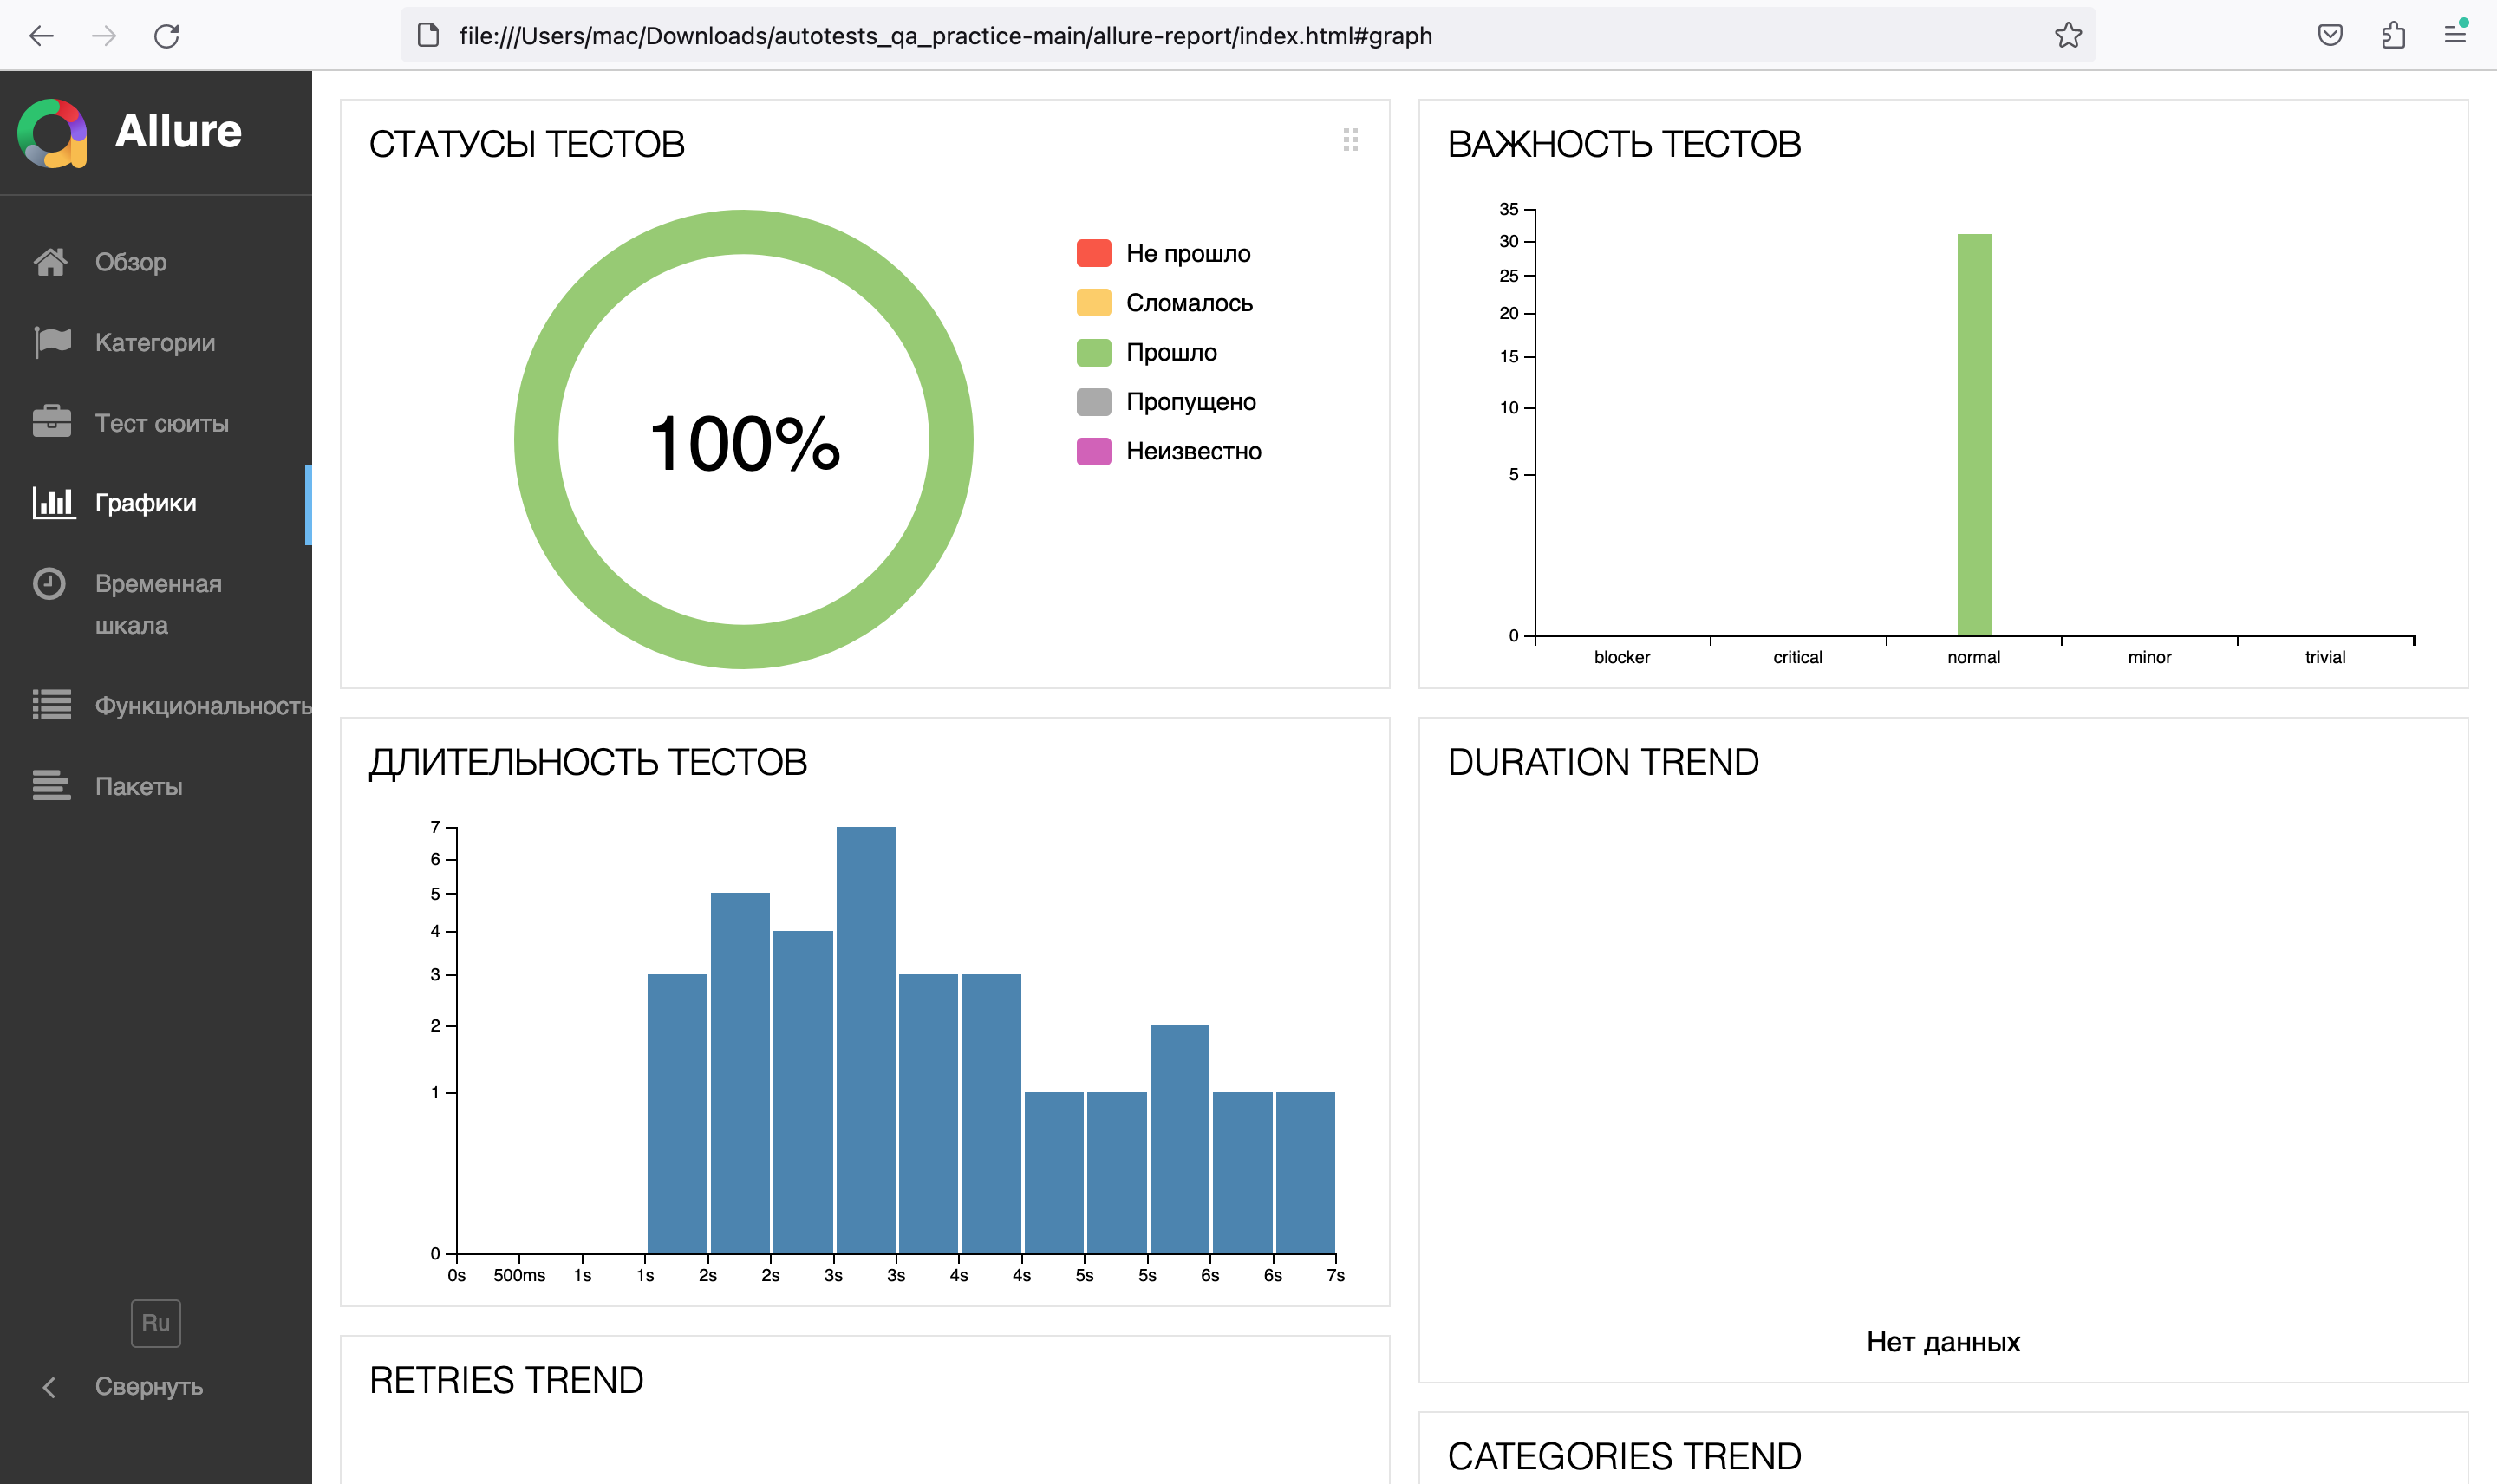 file:///Users/mac/Downloads/autotests_qa_practice-main/allure-report/index.html#graph
Allure
Обзор
Категории
Тест сюиты
Графики
Временная
шкала
Функциональность
Пакеты
Ru
Свернуть
СТАТУСЫ ТЕСТОВ
100%
Не прошло
Сломалось
Прошло
Пропущено
Неизвестно
ВАЖНОСТЬ ТЕСТОВ
35
30
25
20
15
10
5
0
blocker critical normal minor trivial
ДЛИТЕЛЬНОСТЬ ТЕСТОВ
7
6
5
4
3
2
1
0
0s 500ms 1s 1s 2s 2s 3s 3s 4s 4s 5s 5s 6s 6s 7s
DURATION TREND
Нет данных
RETRIES TREND
CATEGORIES TREND